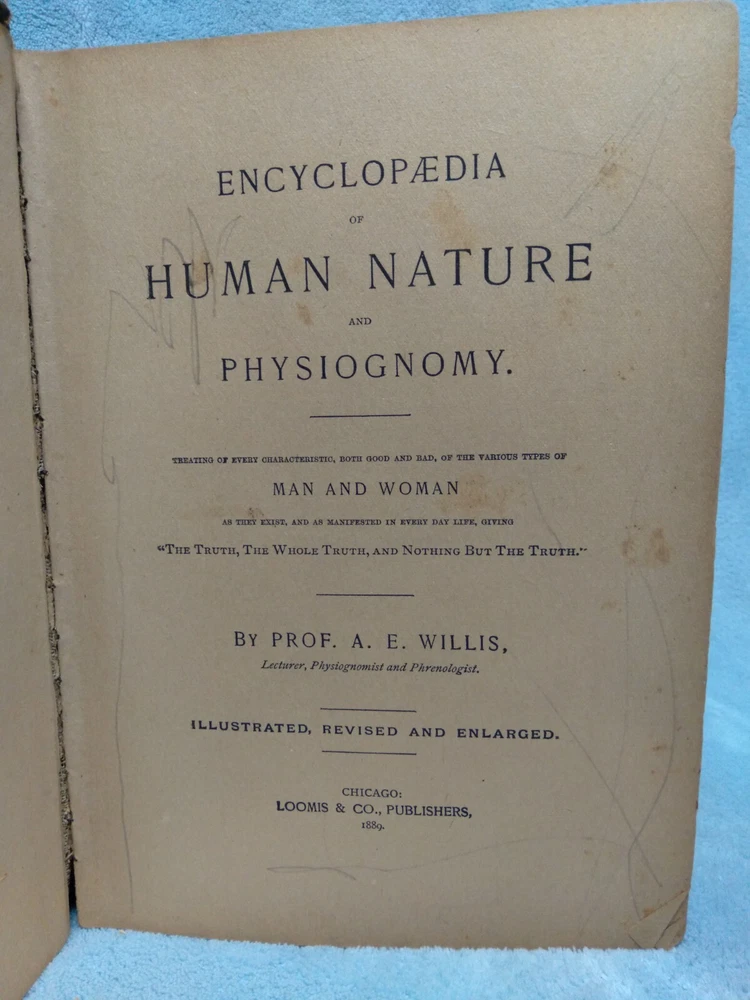 ENCYCLOPÆDIA
OF
HUMAN NATURE
AND
PHYSIOGNOMY.
TREATING OF EVERY CHARACTERISTIC, BOTH GOOD AND BAD, OF THE VARIOUS TYPES OF
MAN AND WOMAN
AS THEY EXIST, AND AS MANIFESTED IN EVERY DAY LIFE, GIVING
“THE TRUTH, THE WHOLE TRUTH, AND NOTHING BUT THE TRUTH.”
BY PROF. A. E. WILLIS,
Lecturer, Physiognomist and Phrenologist.
ILLUSTRATED, REVISED AND ENLARGED.
CHICAGO:
LOOMIS & CO., PUBLISHERS,
1889.